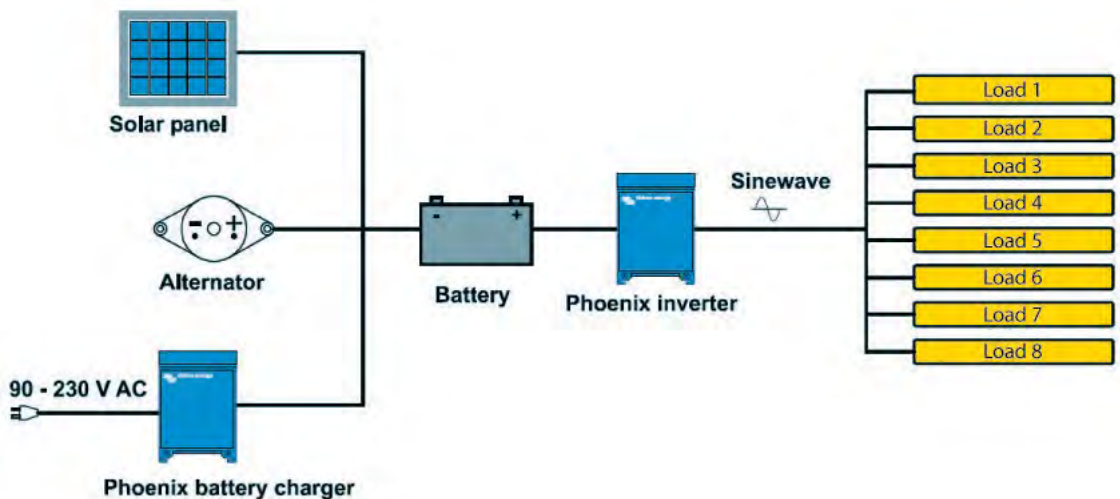 Solar panel
Alternator
90 - 230 V AC
Phoenix battery charger
-
+
Battery
- +
Phoenix inverter
Sinewave
Load 1
Load 2
Load 3
Load 4
Load 5
Load 6
Load 7
Load 8